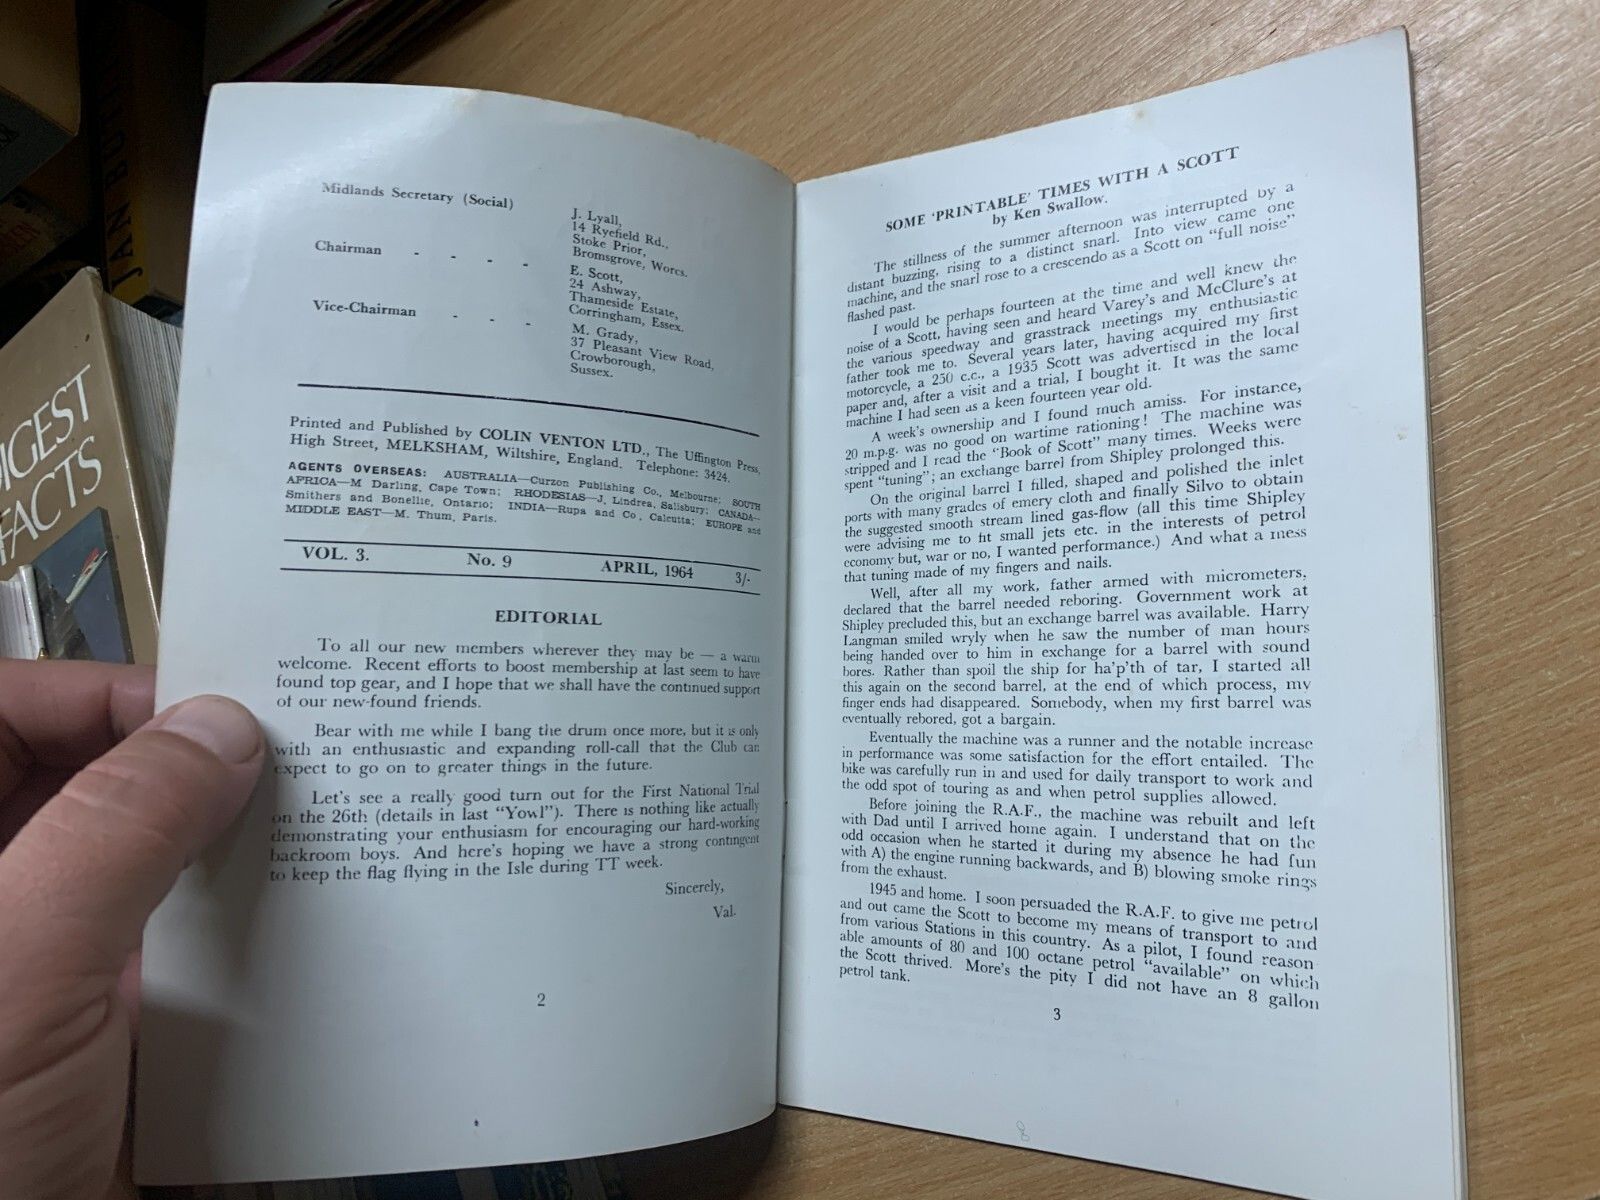 Midlands Secretary (Social)
J. Lyall,
14 Ryefield Rd.,
Stoke Prior,
Bromsgrove, Worcs.
Chairman - - - -
E. Scott,
24 Ashway,
Thameside Estate,
Corringham, Essex.
Vice-Chairman - - -
M. Grady,
37 Pleasant View Road,
Crowborough,
Sussex.
Printed and Published by COLIN VENTON LTD., The Uffington Press,
High Street, MELKSHAM, Wiltshire, England. Telephone: 3424.
AGENTS OVERSEAS: AUSTRALIA—Curzon Publishing Co., Melbourne; SOUTH
AFRICA—M Darling, Cape Town; RHODESIAS—J. Lindrea, Salisbury; CANADA—
Smithers and Bonellie, Ontario; INDIA—Rupa and Co, Calcutta; EUROPE and
MIDDLE EAST—M. Thum, Paris.
VOL. 3. No. 9 APRIL, 1964 3/-
EDITORIAL
To all our new members wherever they may be — a warm
welcome. Recent efforts to boost membership at last seem to have
found top gear, and I hope that we shall have the continued support
of our new-found friends.
Bear with me while I bang the drum once more, but it is only
with an enthusiastic and expanding roll-call that the Club can
expect to go on to greater things in the future.
Let's see a really good turn out for the First National Trial
on the 26th (details in last "Yowl"). There is nothing like actually
demonstrating your enthusiasm for encouraging our hard-working
backroom boys. And here's hoping we have a strong contingent
to keep the flag flying in the Isle during TT week.
Sincerely,
Val.
2
SOME 'PRINTABLE' TIMES WITH A SCOTT
by Ken Swallow.
The stillness of the summer afternoon was interrupted by a
distant buzzing, rising to a distinct snarl. Into view came one
machine, and the snarl rose to a crescendo as a Scott on "full noise"
flashed past.
I would be perhaps fourteen at the time and well knew the
noise of a Scott, having seen and heard Varey's and McClure's at
the various speedway and grasstrack meetings my enthusiastic
father took me to. Several years later, having acquired my first
motorcycle, a 250 c.c., a 1935 Scott was advertised in the local
paper and, after a visit and a trial, I bought it. It was the same
machine I had seen as a keen fourteen year old.
A week's ownership and I found much amiss. For instance,
20 m.p.g. was no good on wartime rationing! The machine was
stripped and I read the "Book of Scott" many times. Weeks were
spent "tuning"; an exchange barrel from Shipley prolonged this.
On the original barrel I filled, shaped and polished the inlet
ports with many grades of emery cloth and finally Silvo to obtain
the suggested smooth stream lined gas-flow (all this time Shipley
were advising me to fit small jets etc. in the interests of petrol
economy but, war or no, I wanted performance.) And what a mess
that tuning made of my fingers and nails.
Well, after all my work, father armed with micrometers,
declared that the barrel needed reboring. Government work at
Shipley precluded this, but an exchange barrel was available. Harry
Langman smiled wryly when he saw the number of man hours
being handed over to him in exchange for a barrel with sound
bores. Rather than spoil the ship for ha'p'th of tar, I started all
this again on the second barrel, at the end of which process, my
finger ends had disappeared. Somebody, when my first barrel was
eventually rebored, got a bargain.
Eventually the machine was a runner and the notable increase
in performance was some satisfaction for the effort entailed. The
bike was carefully run in and used for daily transport to work and
the odd spot of touring as and when petrol supplies allowed.
Before joining the R.A.F., the machine was rebuilt and left
with Dad until I arrived home again. I understand that on the
odd occasion when he started it during my absence he had fun
with A) the engine running backwards, and B) blowing smoke rings
from the exhaust.
1945 and home. I soon persuaded the R.A.F. to give me petrol
and out came the Scott to become my means of transport to and
from various Stations in this country. As a pilot, I found reason
able amounts of 80 and 100 octane petrol "available" on which
the Scott thrived. More's the pity I did not have an 8 gallon
petrol tank.
3
8
DIGEST
FACTS